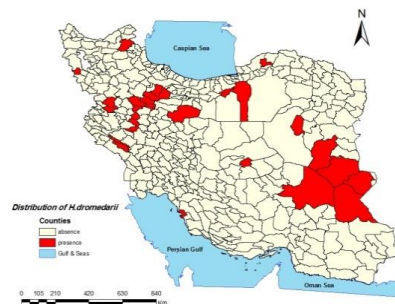 N
Caspian Sea
Distribution of H.dromedarii
Counties
absence
presence
Gulf & Seas
Persian Gulf
Oman Sea
0 105 210 420 630 840
Km